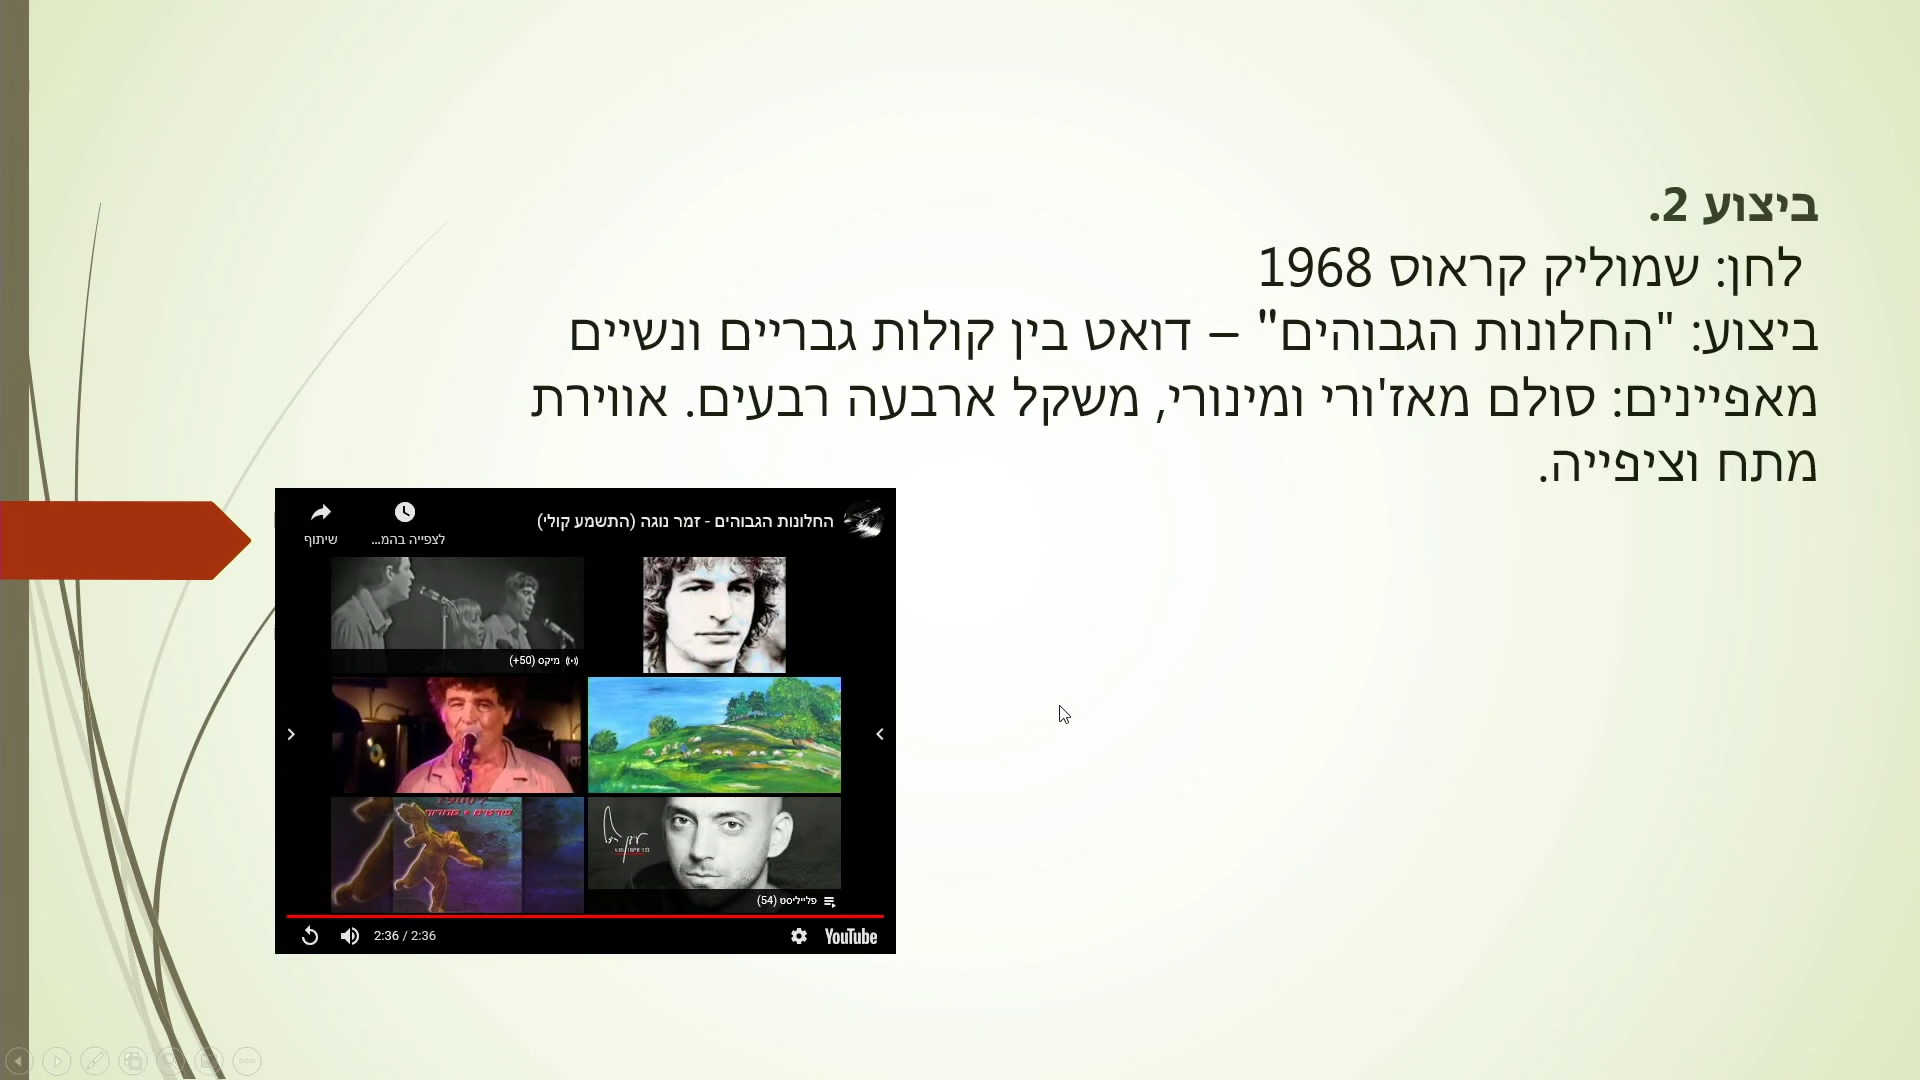 ביצוע 2.
לחן: שמוליק קראוס 1968
ביצוע: "החלונות הגבוהים" – דואט בין קולות גבריים ונשיים
מאפיינים: סולם מאז'ורי ומינורי, משקל ארבעה רבעים. אווירת
מתח וציפייה.
החלונות הגבוהים - זמר נוגה (התשמע קולי)
לצפייה בהמ...
שיתוף
מיקס (50+)
פלייליסט (54)
2:36 / 2:36
YouTube